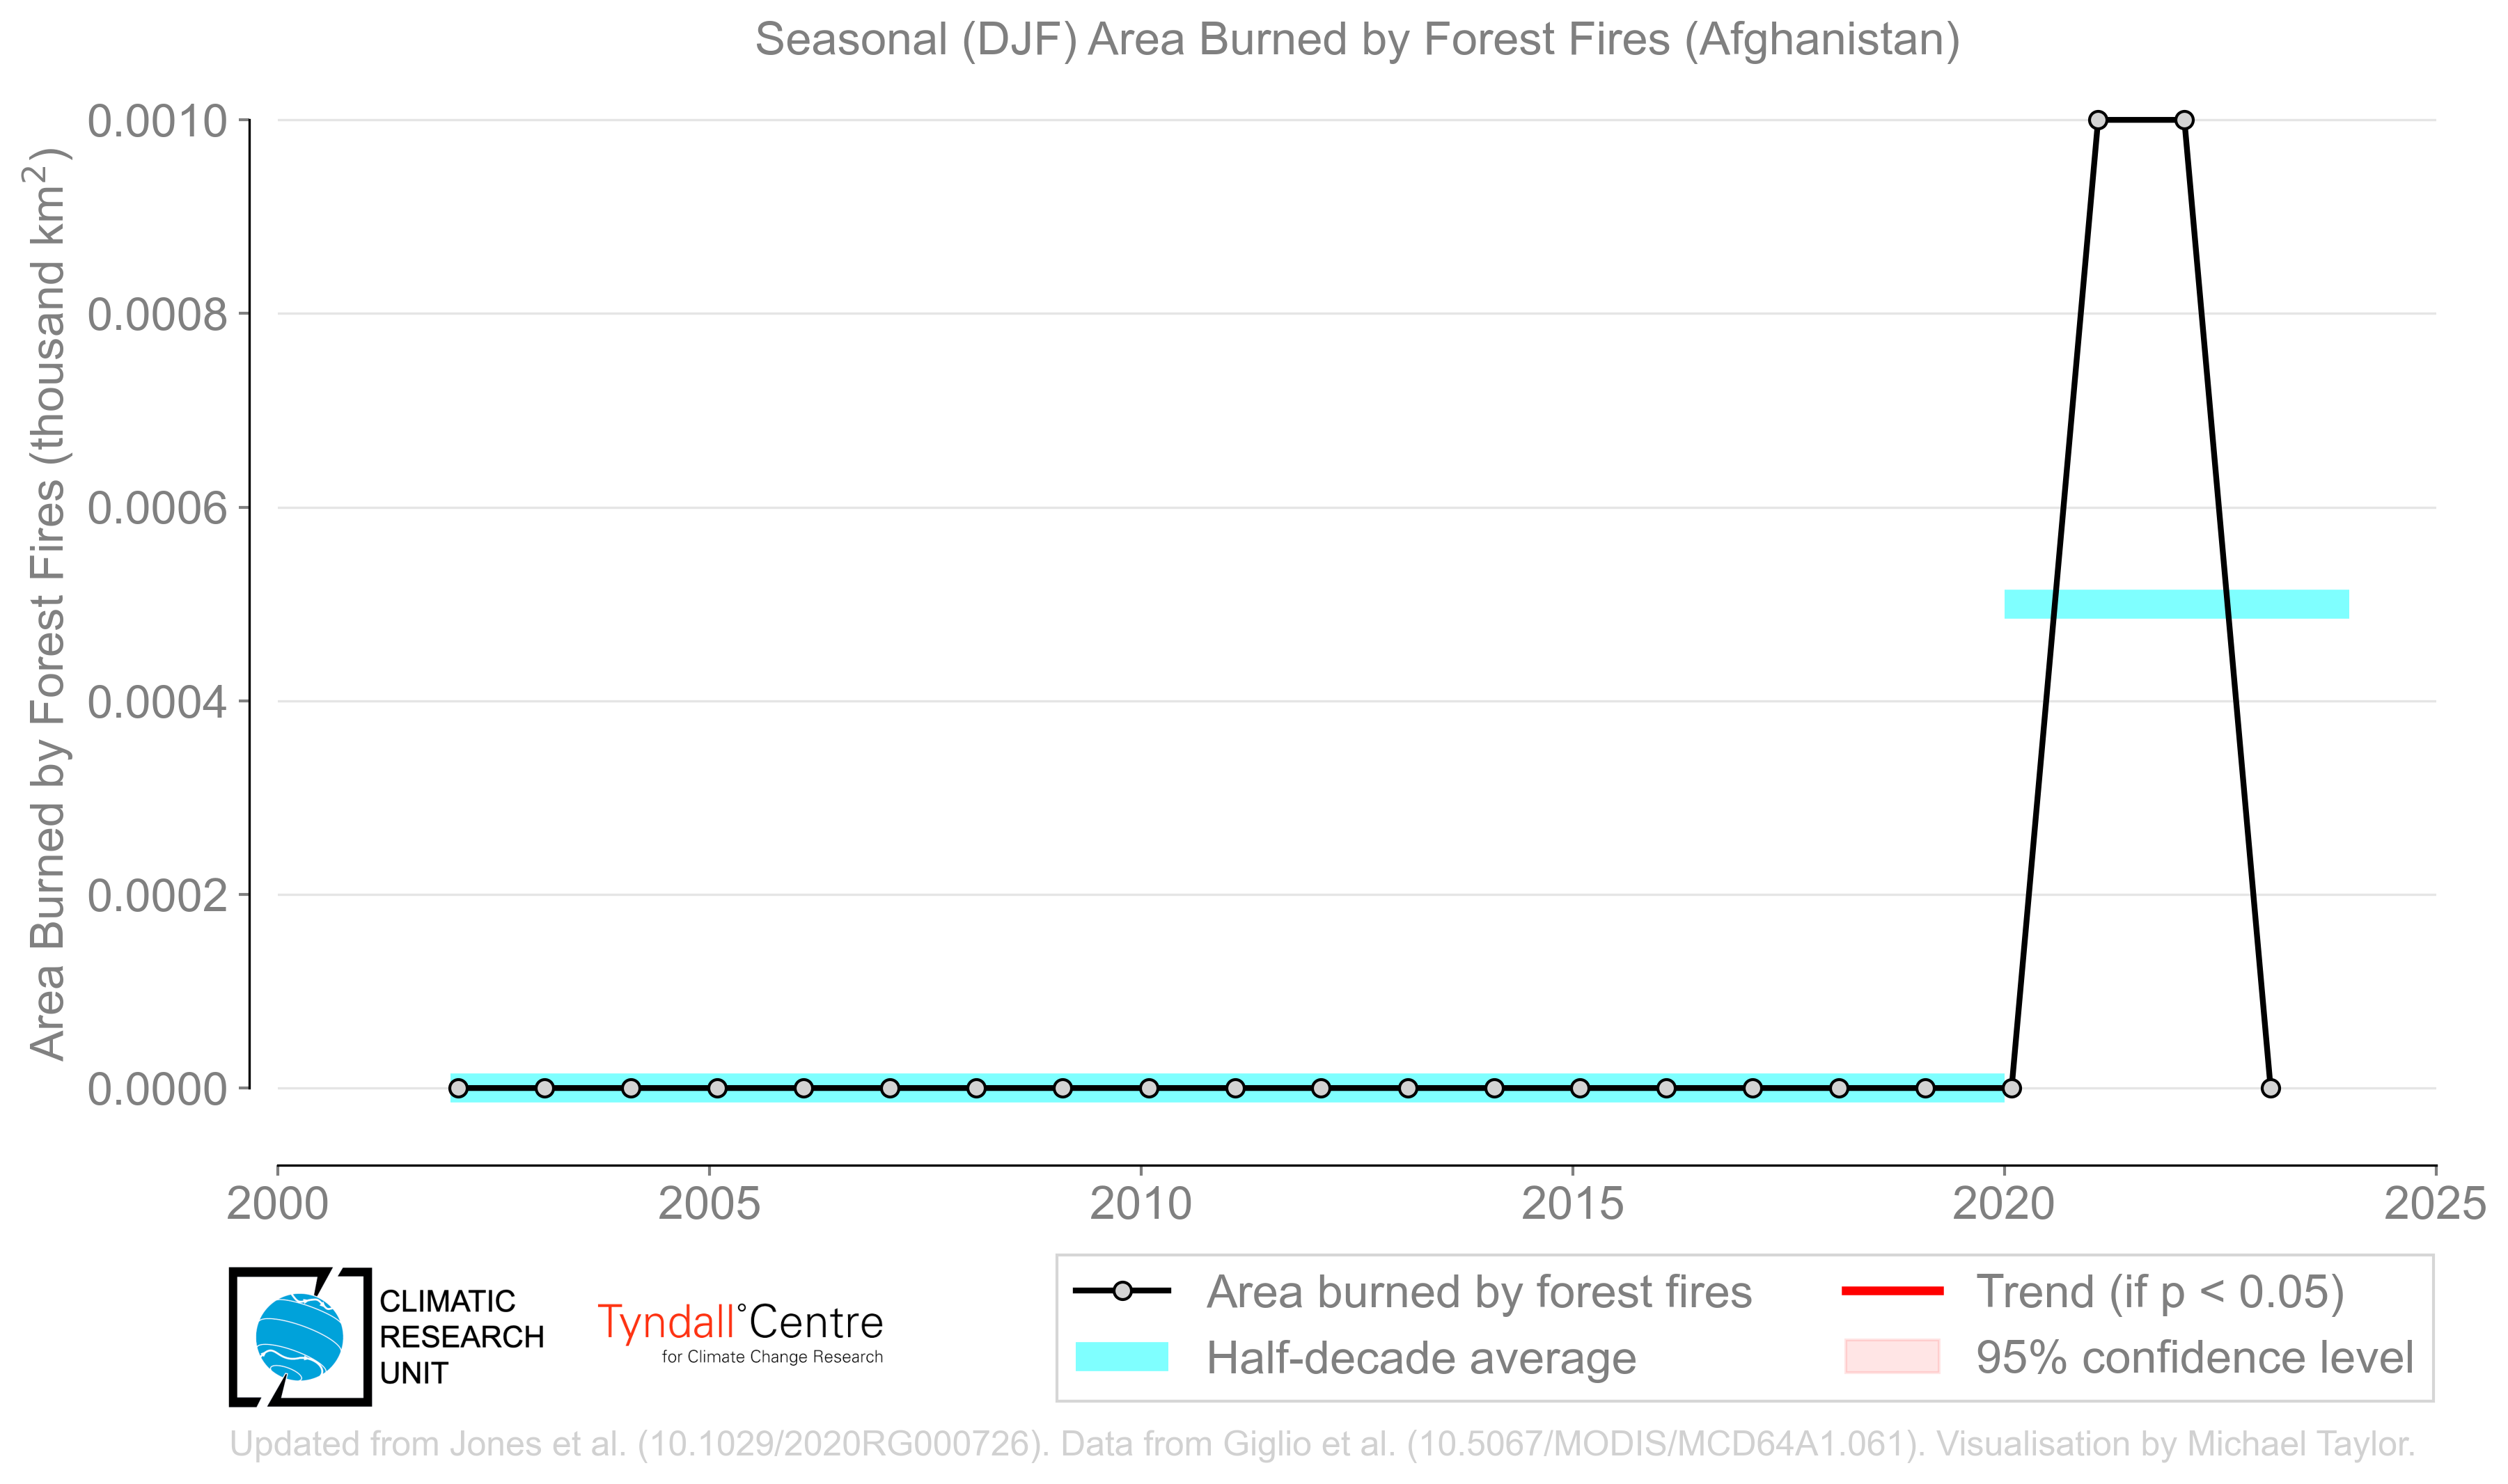 Seasonal (DJF) Area Burned by Forest Fires (Afghanistan)
Area Burned by Forest Fires (thousand km²)
0.0010
0.0008
0.0006
0.0004
0.0002
0.0000
2000 2005 2010 2015 2020 2025
CLIMATIC
RESEARCH
UNIT
Tyndall°Centre
for Climate Change Research
Area burned by forest fires
Half-decade average
Trend (if p < 0.05)
95% confidence level
Updated from Jones et al. (10.1029/2020RG000726). Data from Giglio et al. (10.5067/MODIS/MCD64A1.061). Visualisation by Michael Taylor.